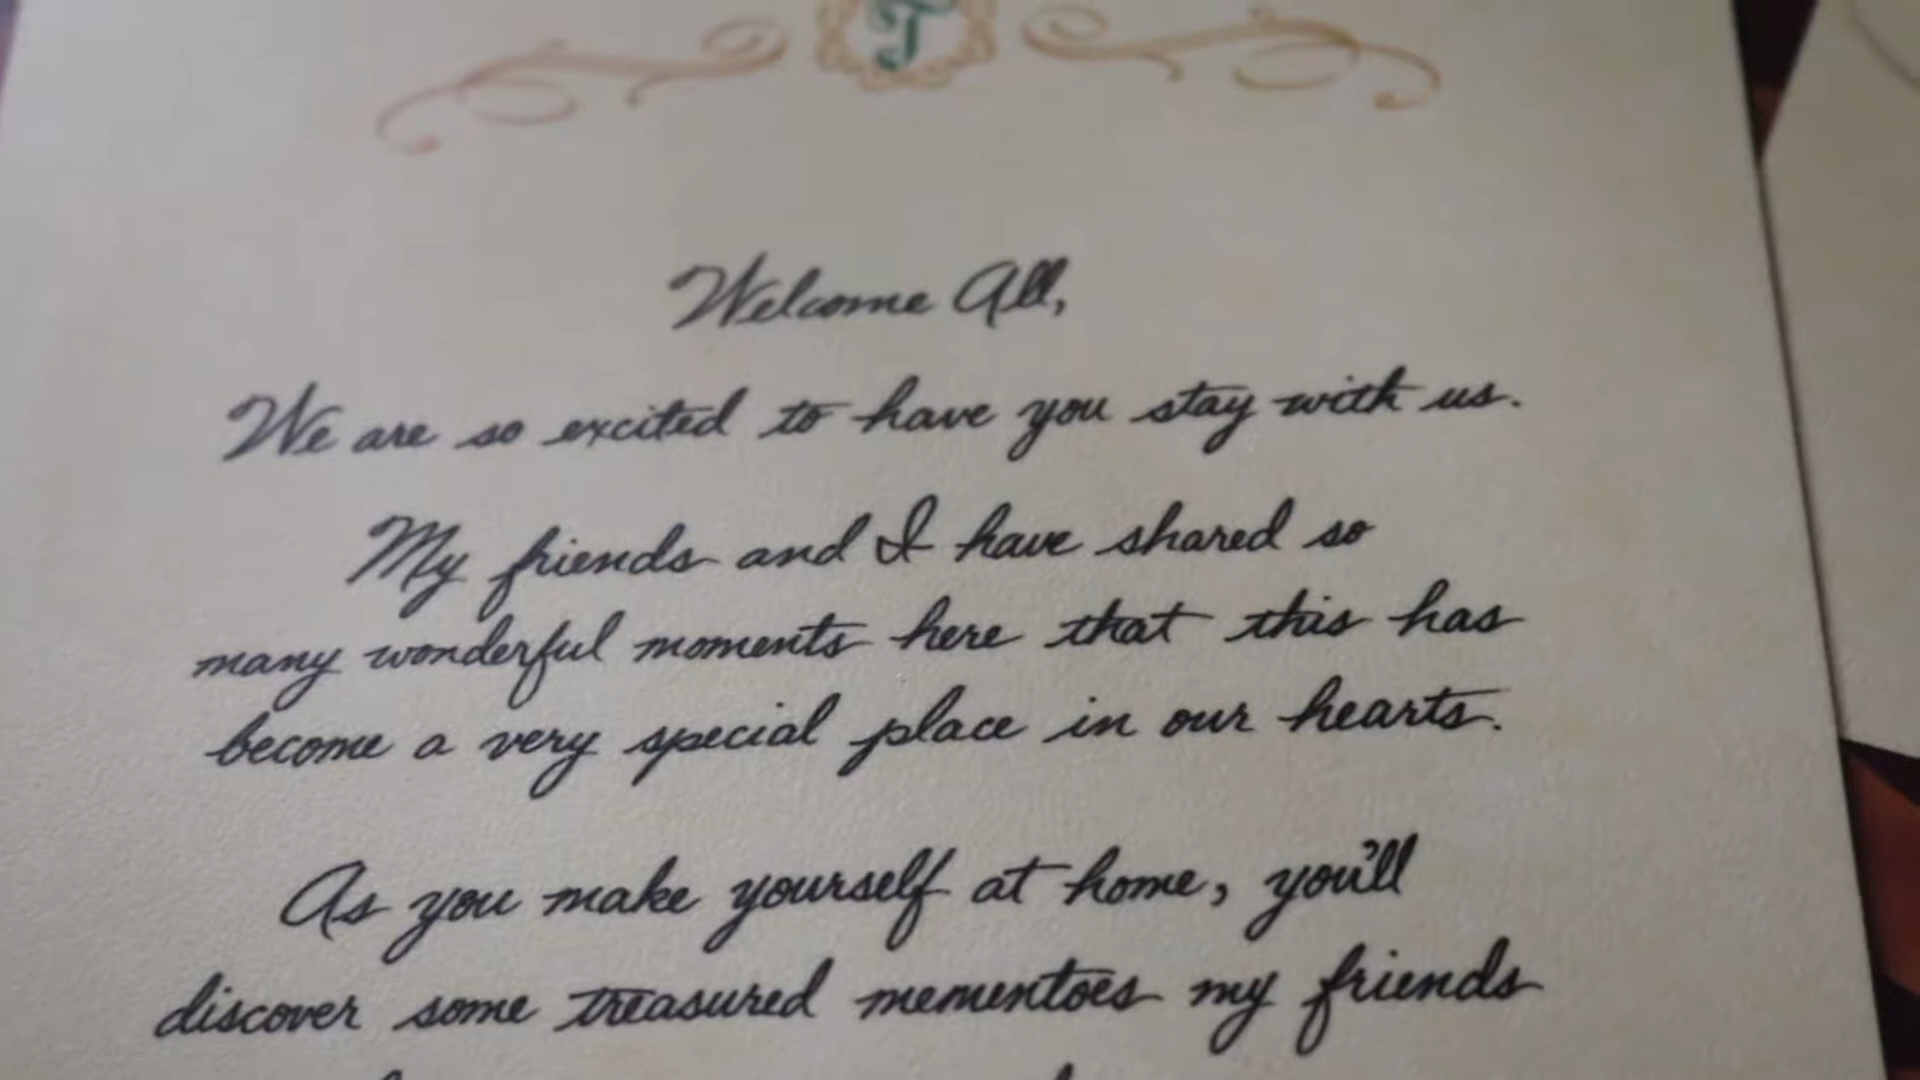 T
Welcome All,
We are so excited to have you stay with us.
My friends and I have shared so
many wonderful moments here that this has
become a very special place in our hearts.
As you make yourself at home, you'll
discover some treasured mementoes my friends